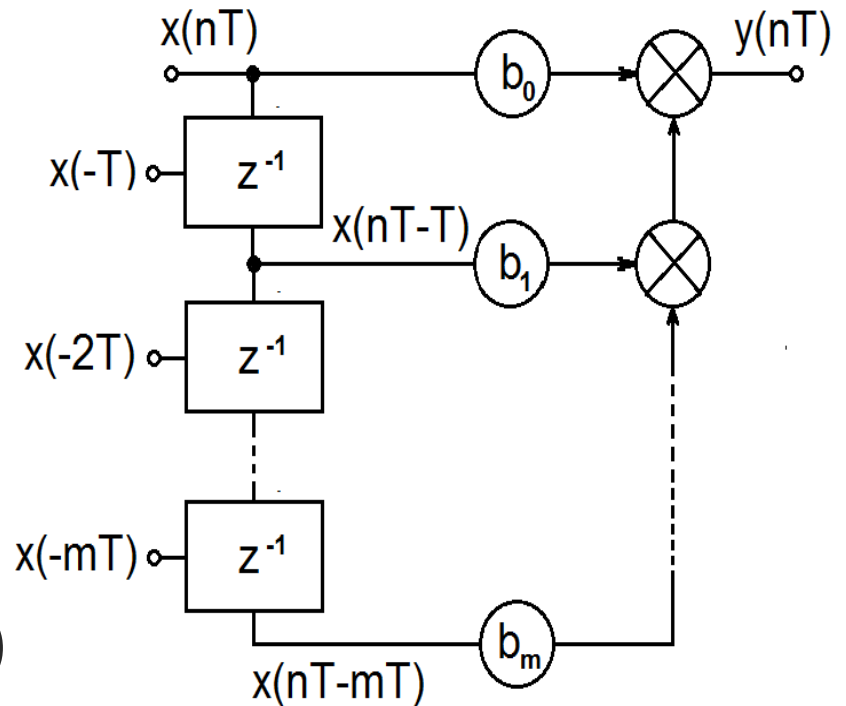 x(nT)
y(nT)
b₀
x(-T)
z⁻¹
x(nT-T)
b₁
x(-2T)
z⁻¹
x(-mT)
z⁻¹
bₘ
x(nT-mT)